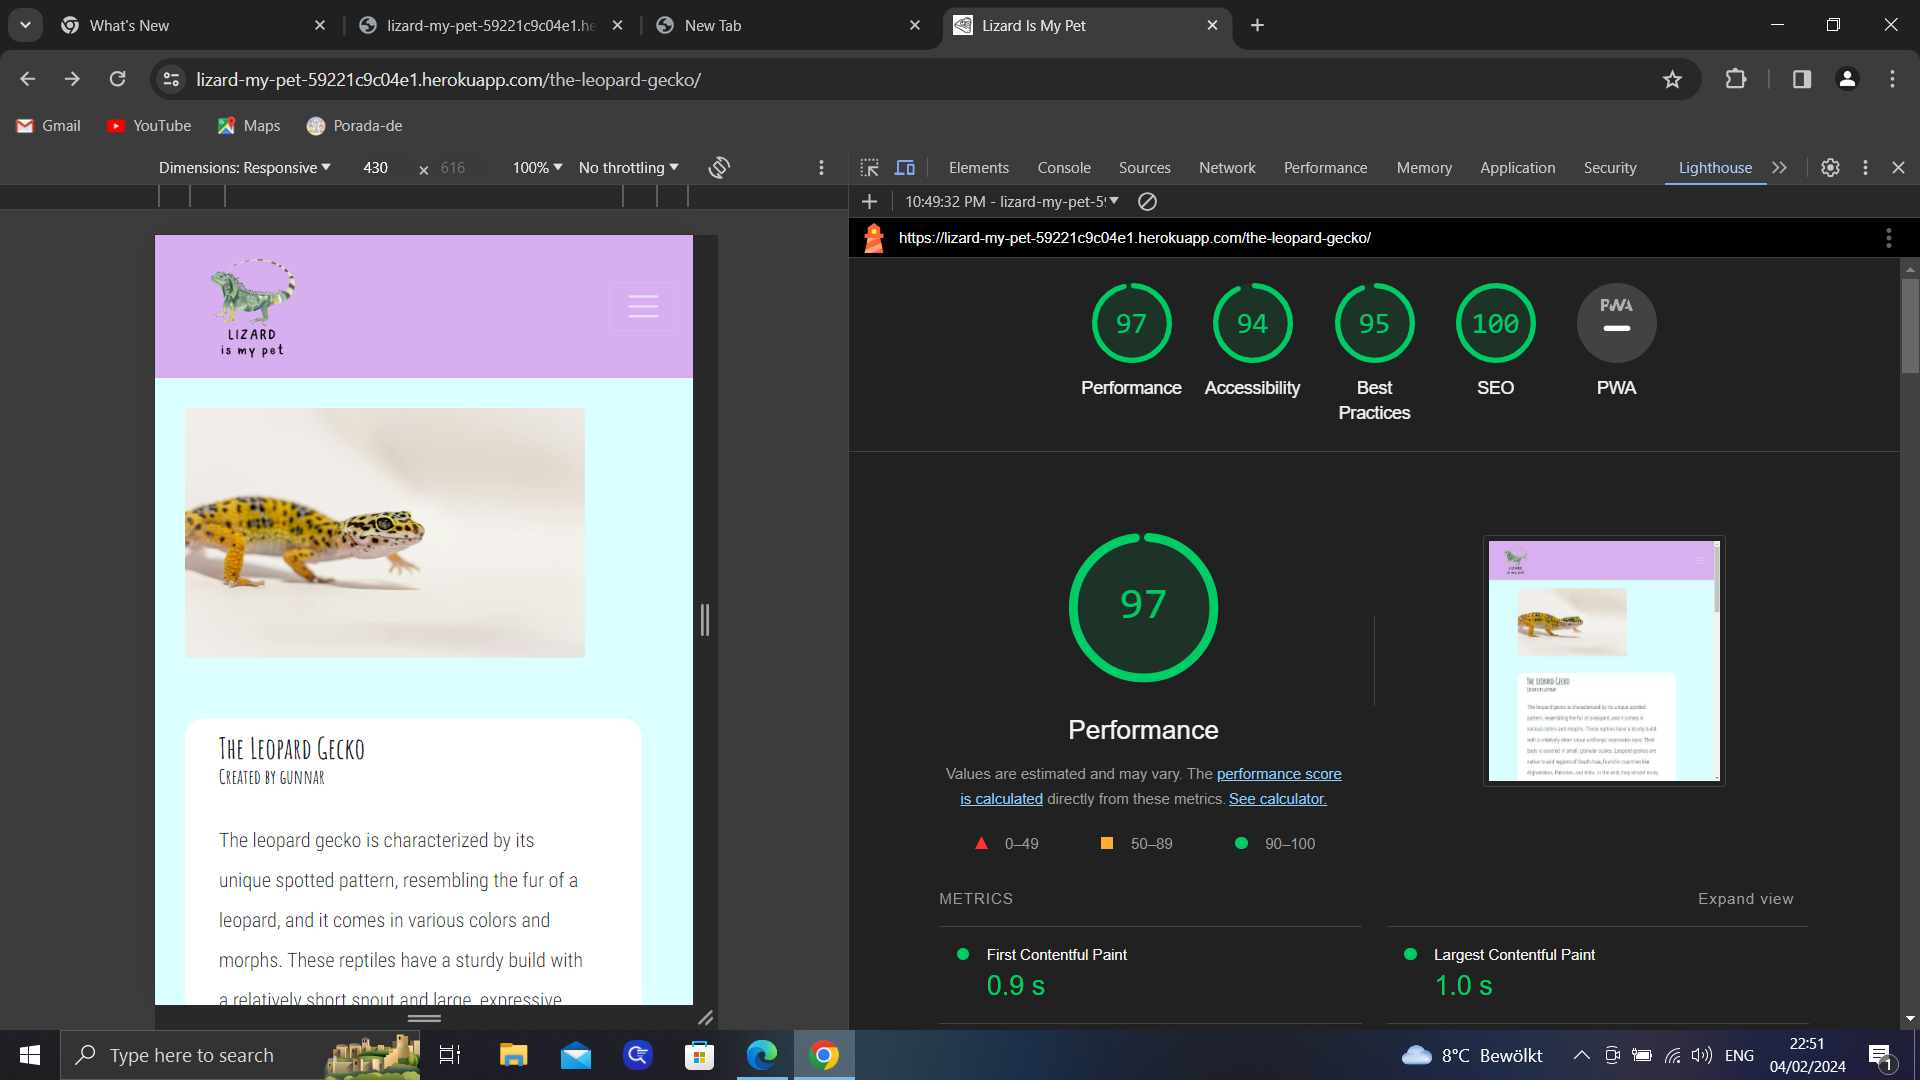 What's New
lizard-my-pet-59221c9c04e1.he
New Tab
Lizard Is My Pet
lizard-my-pet-59221c9c04e1.herokuapp.com/the-leopard-gecko/
Gmail
YouTube
Maps
Porada-de
Dimensions: Responsive
430
×
616
100%
No throttling
Elements
Console
Sources
Network
Performance
Memory
Application
Security
Lighthouse
10:49:32 PM - lizard-my-pet-59
https://lizard-my-pet-59221c9c04e1.herokuapp.com/the-leopard-gecko/
LIZARD
is my pet
97
94
95
100
PWA
Performance
Accessibility
Best
Practices
SEO
PWA
97
Performance
Values are estimated and may vary. The performance score
is calculated directly from these metrics. See calculator.
0–49
50–89
90–100
METRICS
Expand view
First Contentful Paint
0.9 s
Largest Contentful Paint
1.0 s
The Leopard Gecko
Created by gunnar
The leopard gecko is characterized by its
unique spotted pattern, resembling the fur of a
leopard, and it comes in various colors and
morphs. These reptiles have a sturdy build with
a relatively short snout and large, expressive
Type here to search
8°C Bewölkt
ENG
22:51
04/02/2024
1